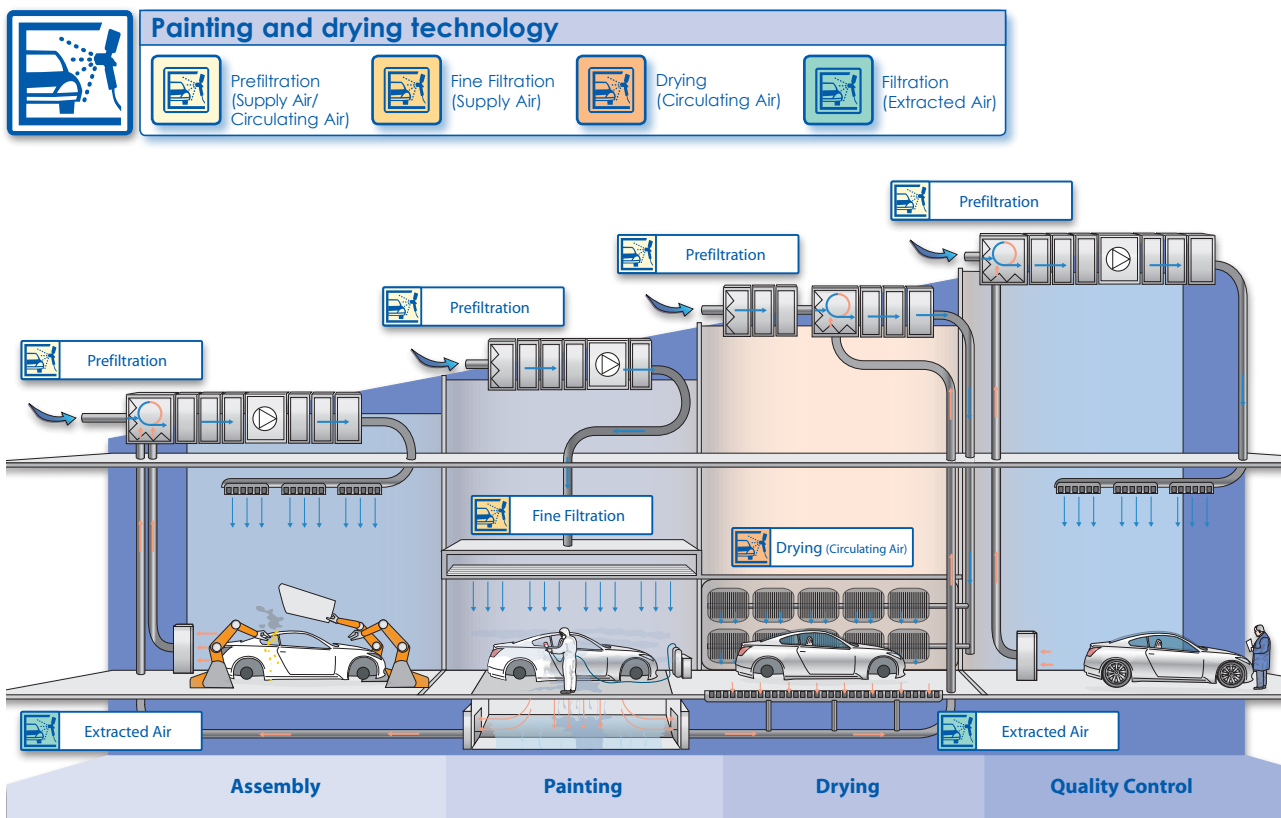 Painting and drying technology
Prefiltration
(Supply Air/
Circulating Air)
Fine Filtration
(Supply Air)
Drying
(Circulating Air)
Filtration
(Extracted Air)
Prefiltration
Prefiltration
Prefiltration
Prefiltration
Fine Filtration
Drying (Circulating Air)
Extracted Air
Extracted Air
Assembly
Painting
Drying
Quality Control